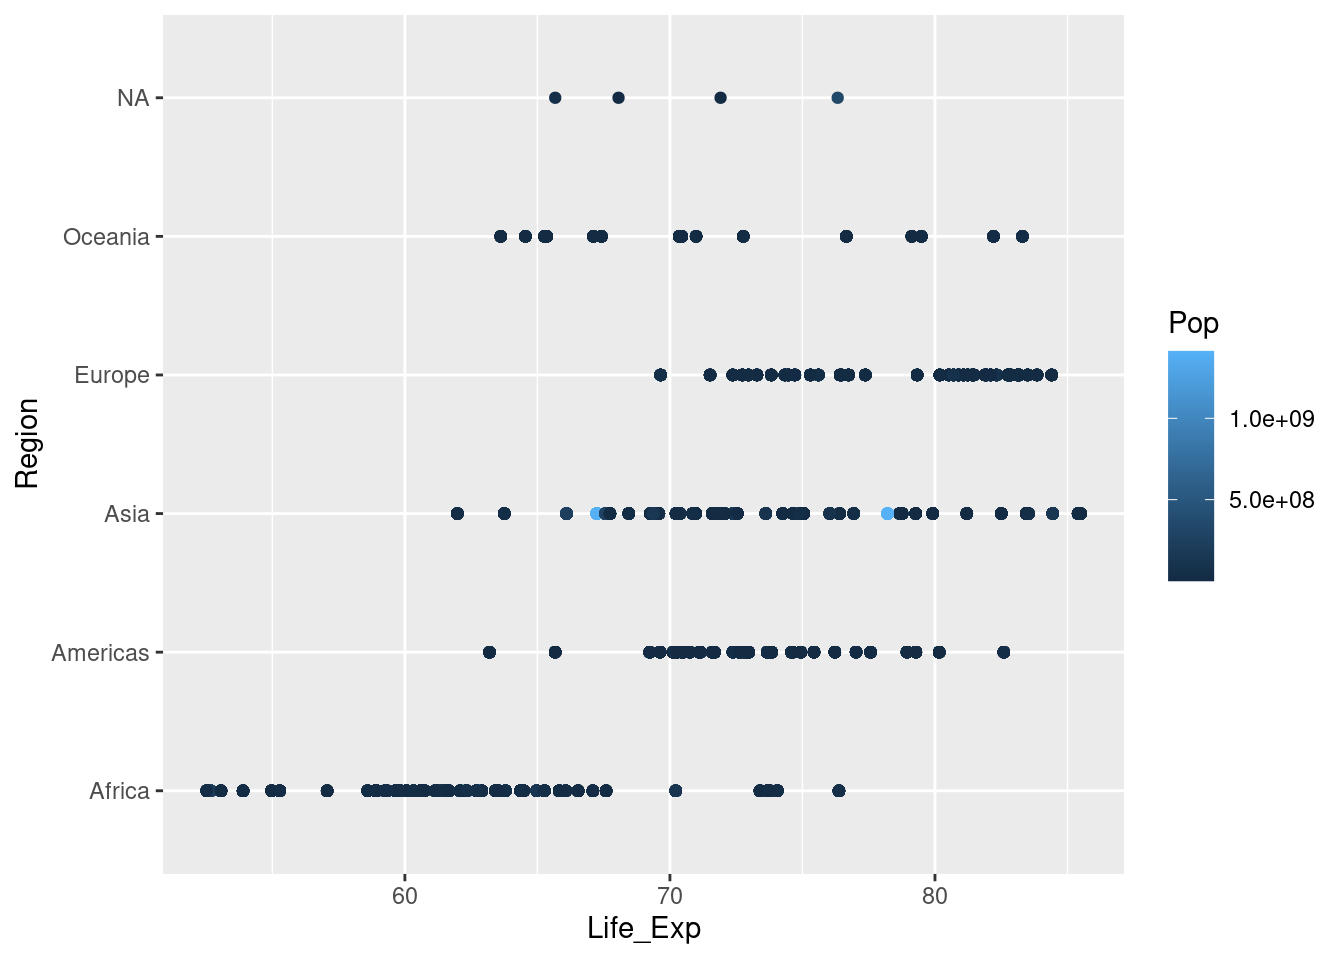 NA
Oceania
Europe
Asia
Americas
Africa
Region
60 70 80
Life_Exp
Pop
1.0e+09
5.0e+08